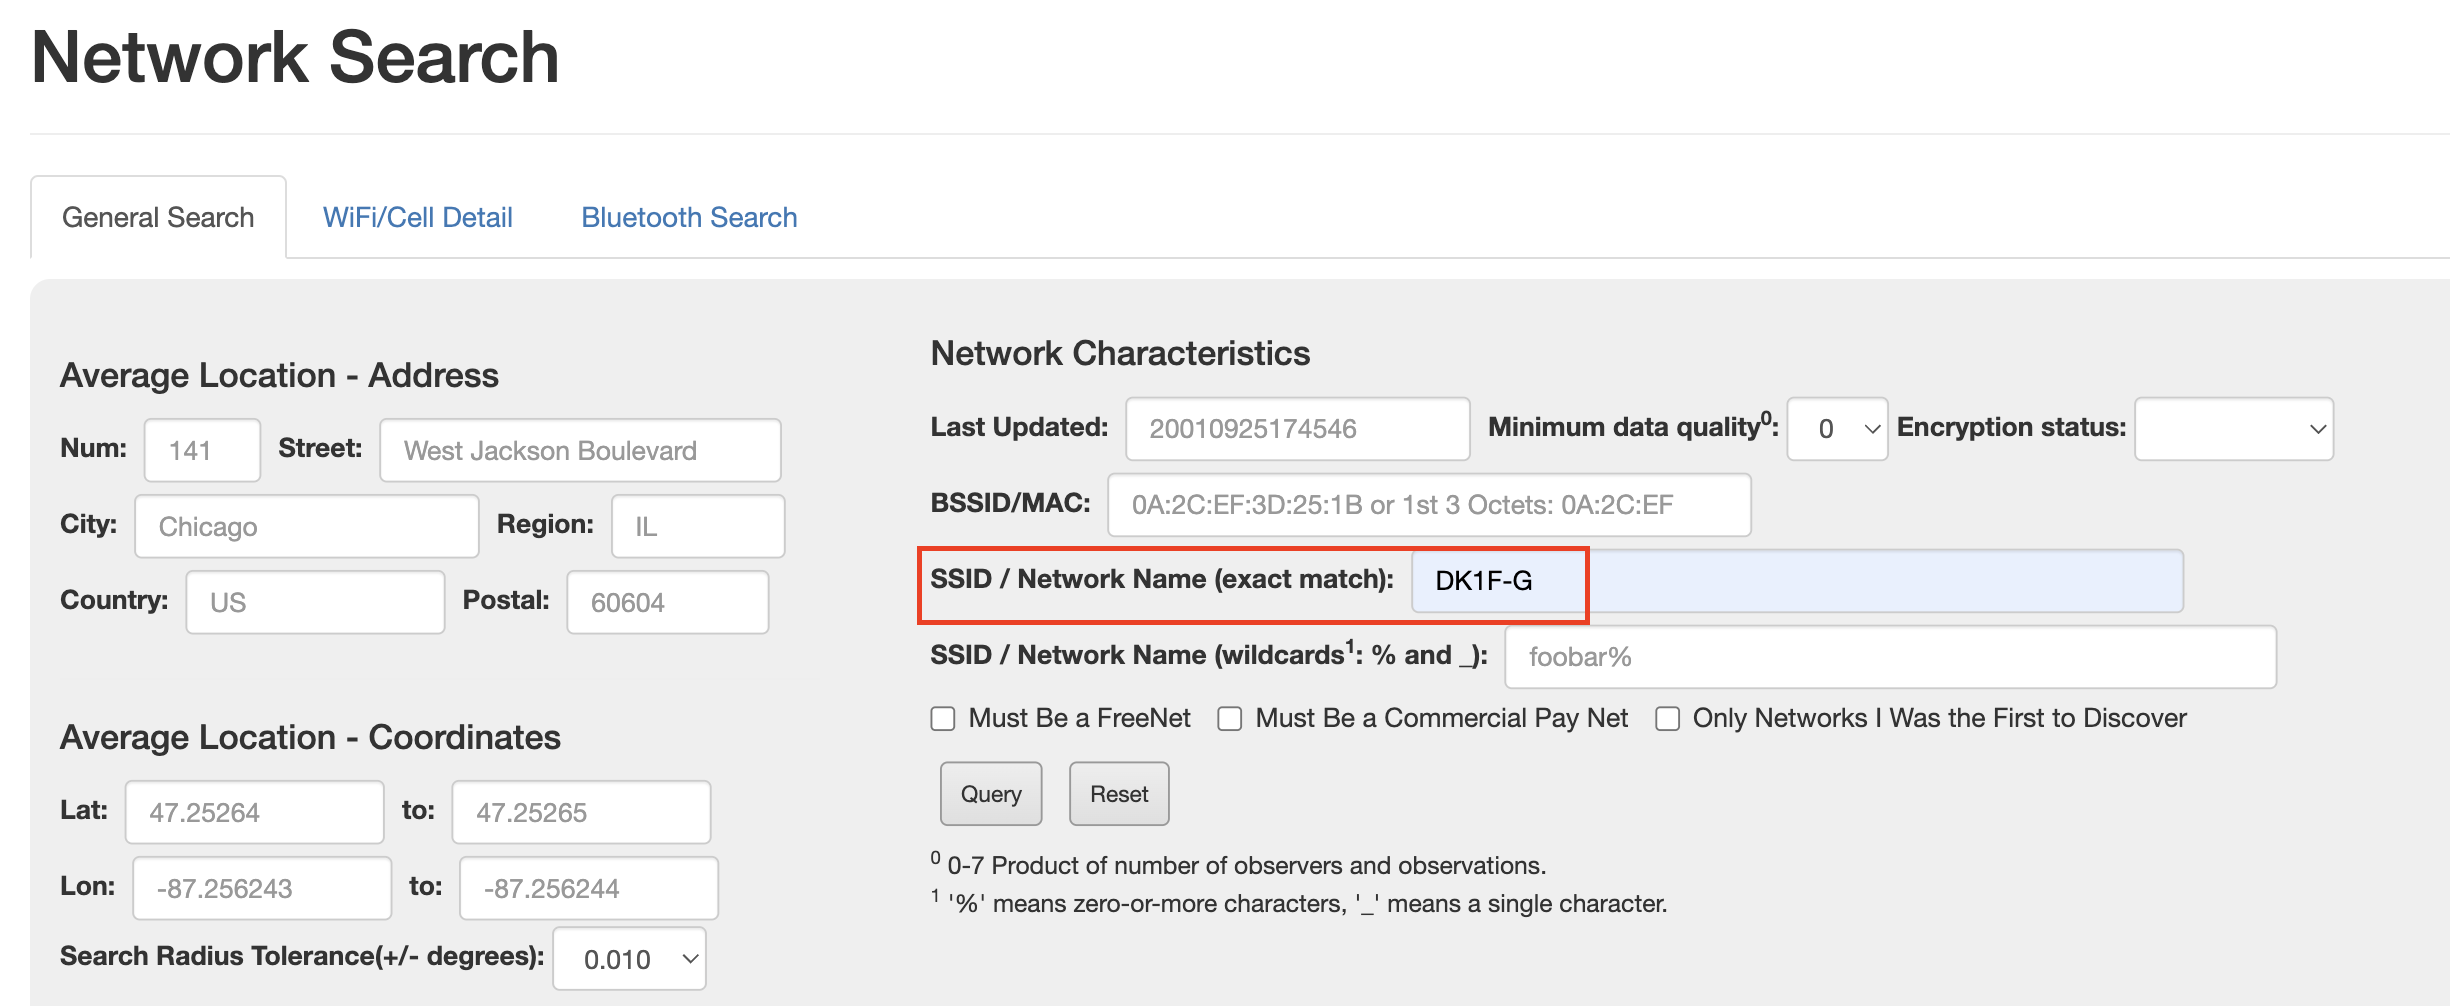 Network Search
General Search WiFi/Cell Detail Bluetooth Search
Average Location - Address
Num: 141 Street: West Jackson Boulevard
City: Chicago Region: IL
Country: US Postal: 60604
Average Location - Coordinates
Lat: 47.25264 to: 47.25265
Lon: -87.256243 to: -87.256244
Search Radius Tolerance(+/- degrees): 0.010
Network Characteristics
Last Updated: 20010925174546 Minimum data quality⁰: 0 Encryption status:
BSSID/MAC: 0A:2C:EF:3D:25:1B or 1st 3 Octets: 0A:2C:EF
SSID / Network Name (exact match): DK1F-G
SSID / Network Name (wildcards¹: % and _): foobar%
Must Be a FreeNet Must Be a Commercial Pay Net Only Networks I Was the First to Discover
Query Reset
⁰ 0-7 Product of number of observers and observations.
¹ '%' means zero-or-more characters, '_' means a single character.